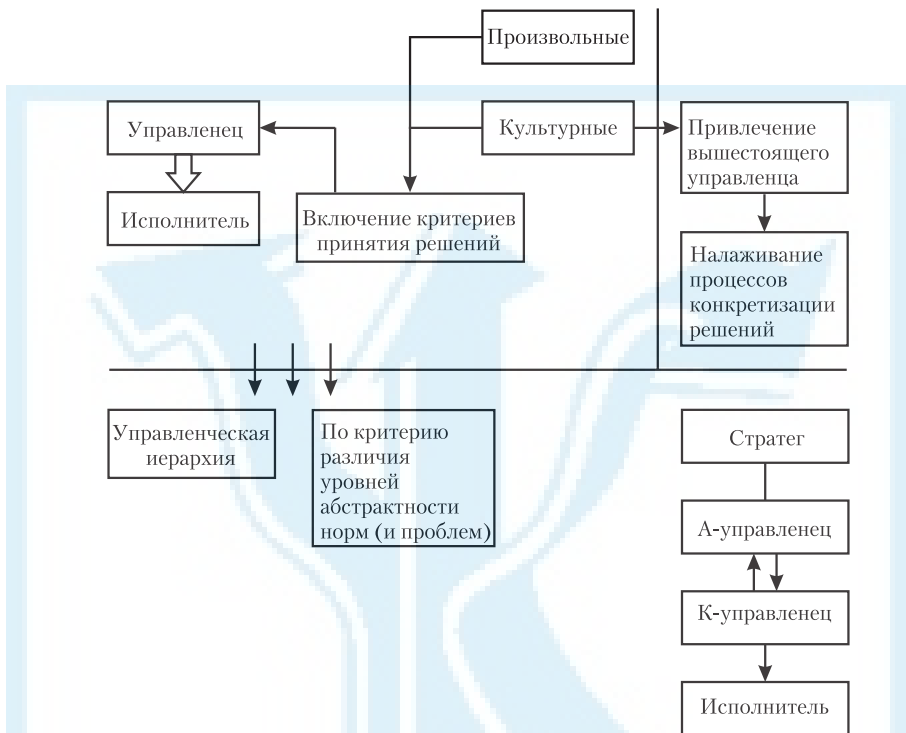 Произвольные
Управленец
Культурные
Привлечение
вышестоящего
управленца
Исполнитель
Включение критериев
принятия решений
Налаживание
процессов
конкретизации
решений
Управленческая
иерархия
По критерию
различия
уровней
абстрактности
норм (и проблем)
Стратег
А-управленец
К-управленец
Исполнитель